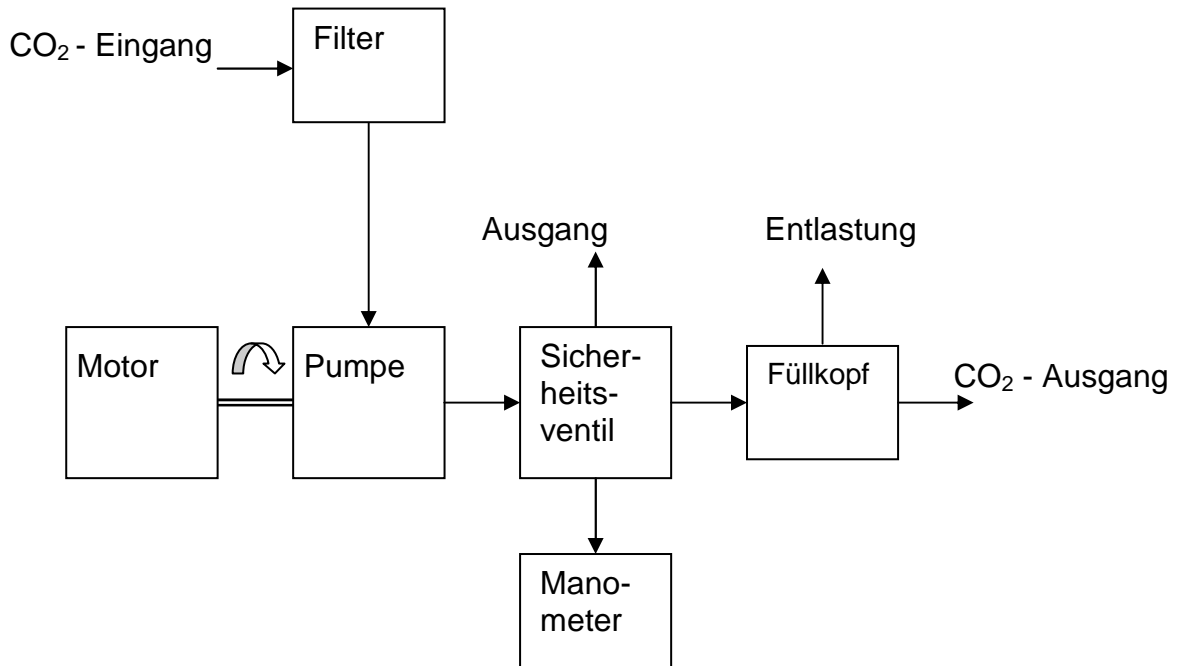 CO₂ - Eingang
Filter
Ausgang
Entlastung
Motor
Pumpe
Sicher-
heits-
ventil
Füllkopf
CO₂ - Ausgang
Mano-
meter